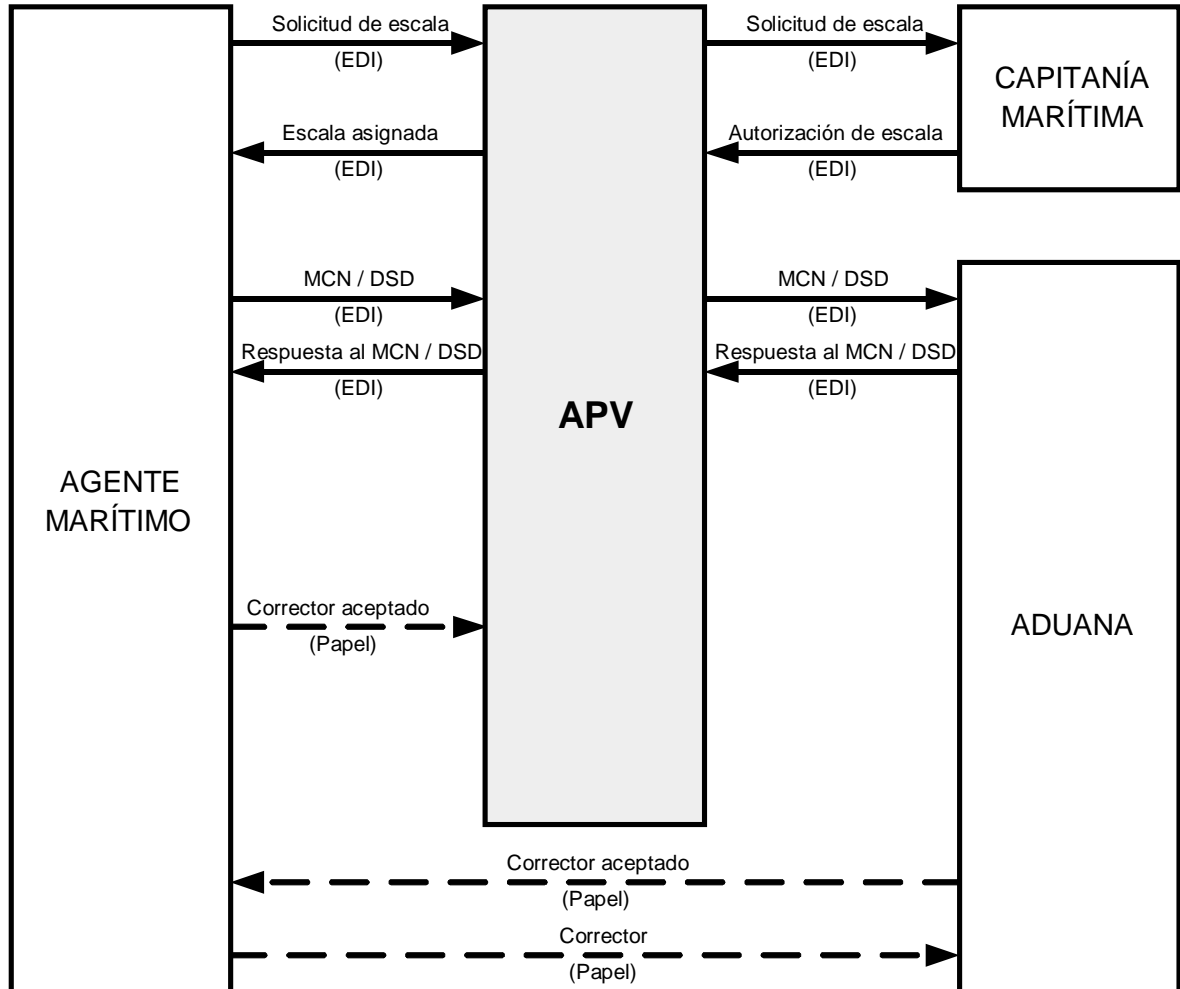 Solicitud de escala
(EDI)
Solicitud de escala
(EDI)
CAPITANÍA
MARÍTIMA
Escala asignada
(EDI)
Autorización de escala
(EDI)
MCN / DSD
(EDI)
MCN / DSD
(EDI)
Respuesta al MCN / DSD
(EDI)
Respuesta al MCN / DSD
(EDI)
APV
AGENTE
MARÍTIMO
ADUANA
Corrector aceptado
(Papel)
Corrector aceptado
(Papel)
Corrector
(Papel)